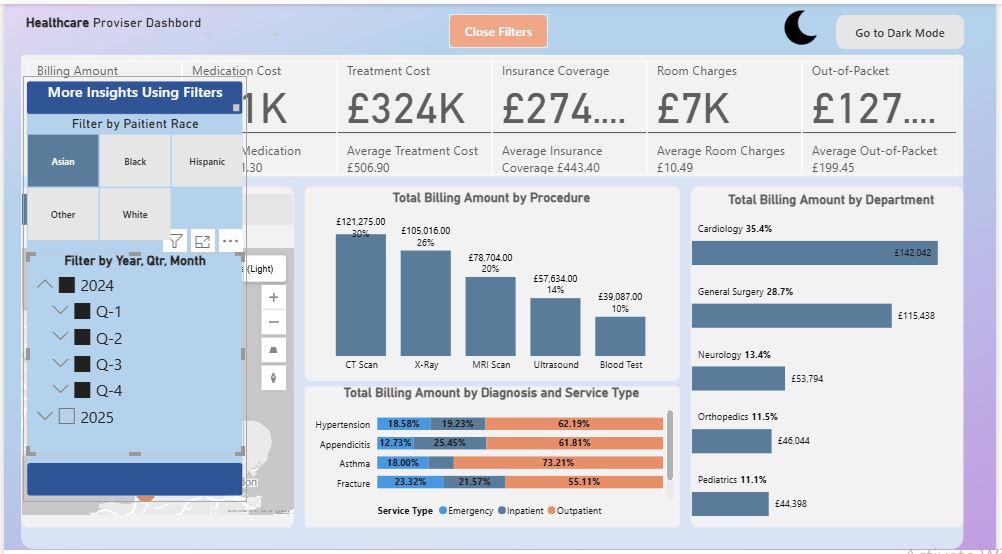 Healthcare Proviser Dashbord
Close Filters
Go to Dark Mode
Billing Amount
Medication Cost
1K
Medication
1.30
Treatment Cost
£324K
Average Treatment Cost
£506.90
Insurance Coverage
£274....
Average Insurance
Coverage £443.40
Room Charges
£7K
Average Room Charges
£10.49
Out-of-Packet
£127....
Average Out-of-Packet
£199.45
More Insights Using Filters
Filter by Paitient Race
Asian
Black
Hispanic
Other
White
Filter by Year, Qtr, Month
2024
Q-1
Q-2
Q-3
Q-4
2025
(Light)
Total Billing Amount by Procedure
£121,275.00
30%
£105,016.00
26%
£78,704.00
20%
£57,634.00
14%
£39,087.00
10%
CT Scan
X-Ray
MRI Scan
Ultrasound
Blood Test
Total Billing Amount by Diagnosis and Service Type
Hypertension 18.58% 19.23% 62.19%
Appendicitis 12.73% 25.45% 61.81%
Asthma 18.00% 73.21%
Fracture 23.32% 21.57% 55.11%
Service Type Emergency Inpatient Outpatient
Total Billing Amount by Department
Cardiology 35.4%
£142,042
General Surgery 28.7%
£115,438
Neurology 13.4%
£53,794
Orthopedics 11.5%
£46,044
Pediatrics 11.1%
£44,398